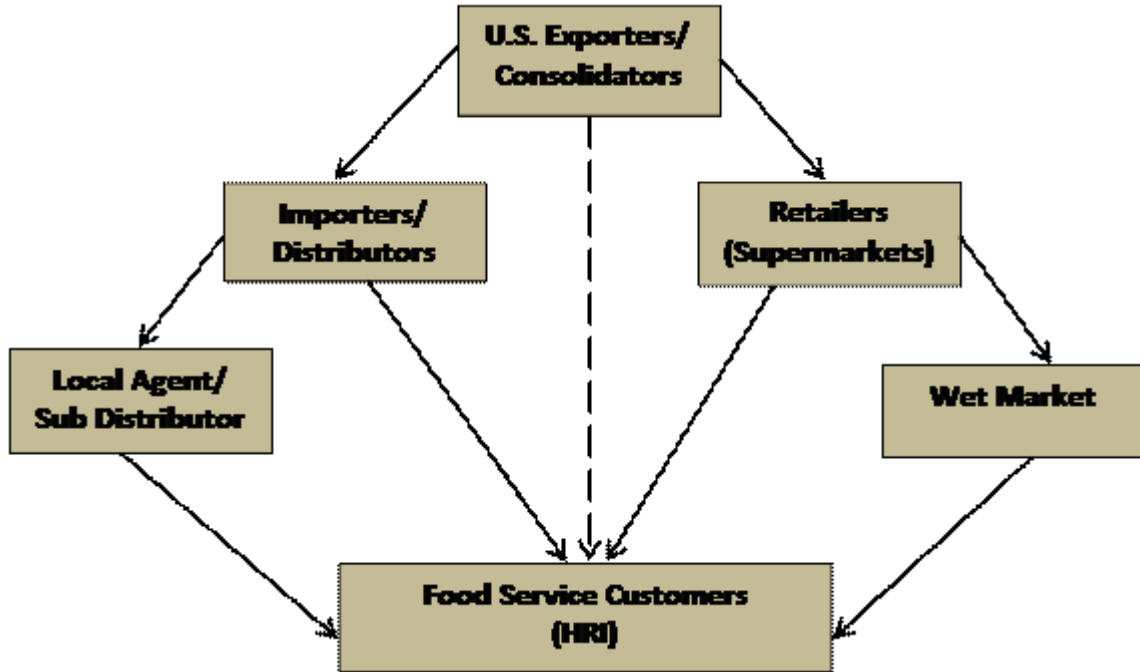 U.S. Exporters/
Consolidators
Importers/
Distributors
Retailers
(Supermarkets)
Local Agent/
Sub Distributor
Wet Market
Food Service Customers
(HRI)